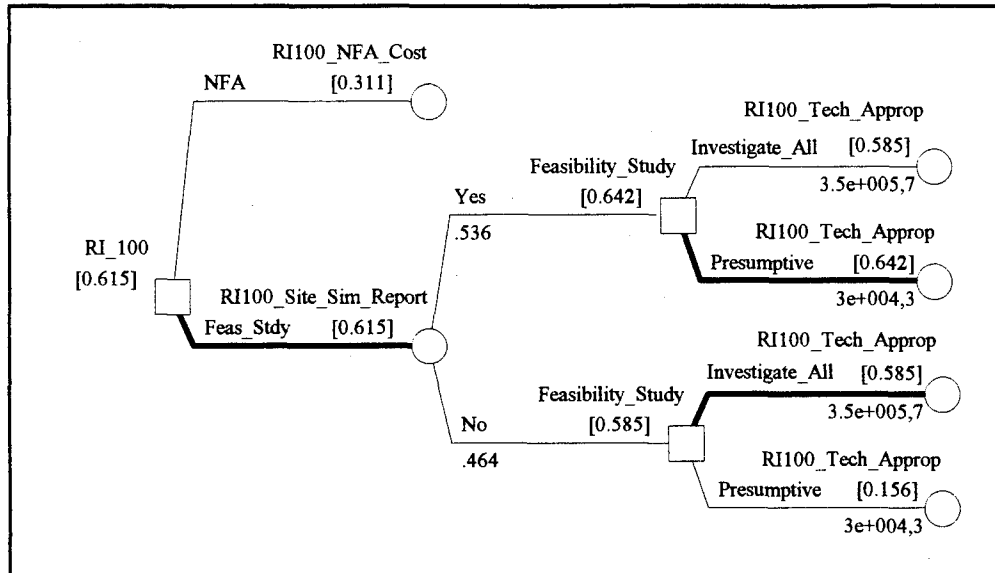 RI100_NFA_Cost
NFA [0.311]
RI_100
[0.615]
RI100_Site_Sim_Report
Feas_Stdy [0.615]
Feasibility_Study
Yes [0.642]
.536
RI100_Tech_Approp
Investigate_All [0.585]
3.5e+005,7
RI100_Tech_Approp
Presumptive [0.642]
3e+004,3
Feasibility_Study
No [0.585]
.464
RI100_Tech_Approp
Investigate_All [0.585]
3.5e+005,7
RI100_Tech_Approp
Presumptive [0.156]
3e+004,3